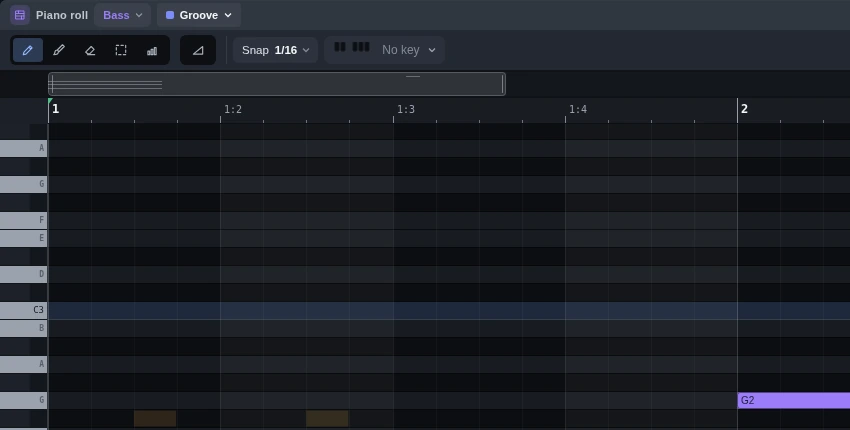 Piano roll Bass Groove
Snap 1/16 No key
1 1:2 1:3 1:4 2
A
G
F
E
D
C3
B
A
G G2